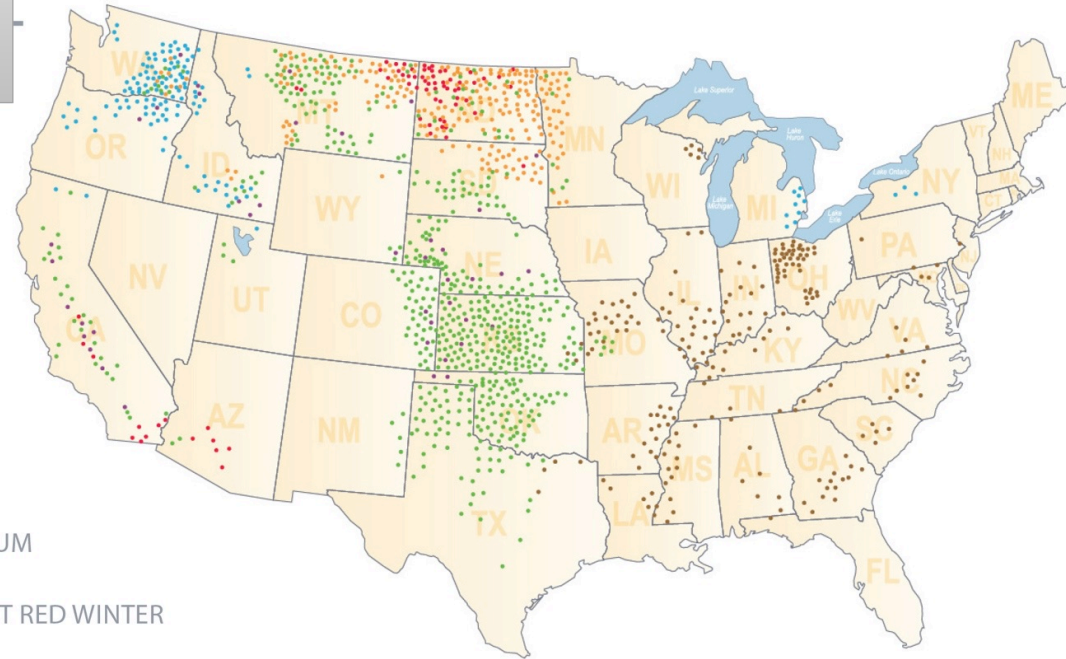 WA
OR
ID
MT
ND
MN
SD
WY
NV
UT
CO
CA
AZ
NM
NE
IA
WI
MI
Lake Superior
Lake Huron
Lake Michigan
Lake Erie
Lake Ontario
IL
IN
OH
MO
KY
TN
AR
OK
TX
LA
MS
AL
GA
FL
SC
NC
VA
WV
PA
NY
NJ
CT
MA
NH
VT
ME
UM
T RED WINTER